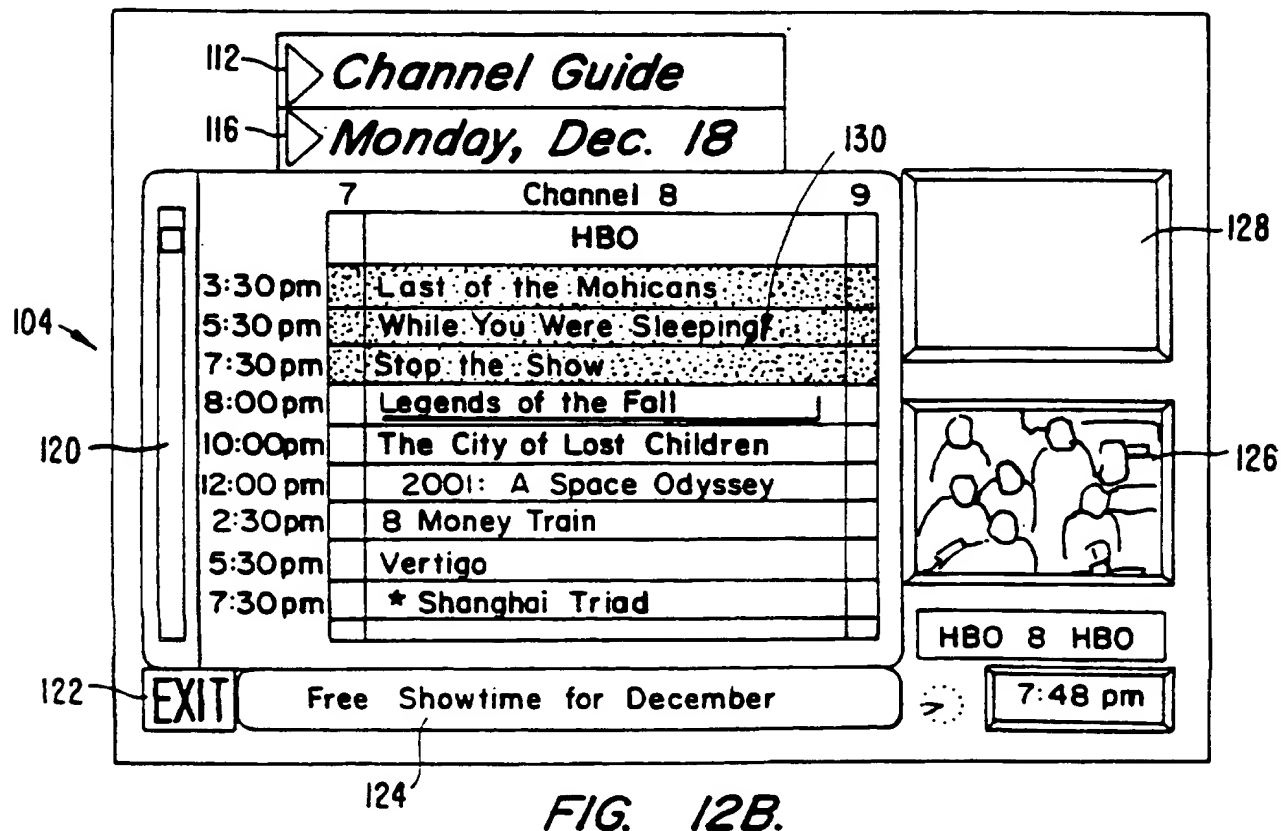 112 Channel Guide
116 Monday, Dec. 18
130
7 Channel 8 9
HBO
128
3:30pm Last of the Mohicans
104
5:30pm While You Were Sleeping
7:30pm Stop the Show
8:00pm Legends of the Fall
120
10:00pm The City of Lost Children
126
12:00 pm 2001: A Space Odyssey
2:30pm 8 Money Train
5:30pm Vertigo
7:30pm * Shanghai Triad
HBO 8 HBO
122 EXIT Free Showtime for December 7:48 pm
124
FIG. 12B.